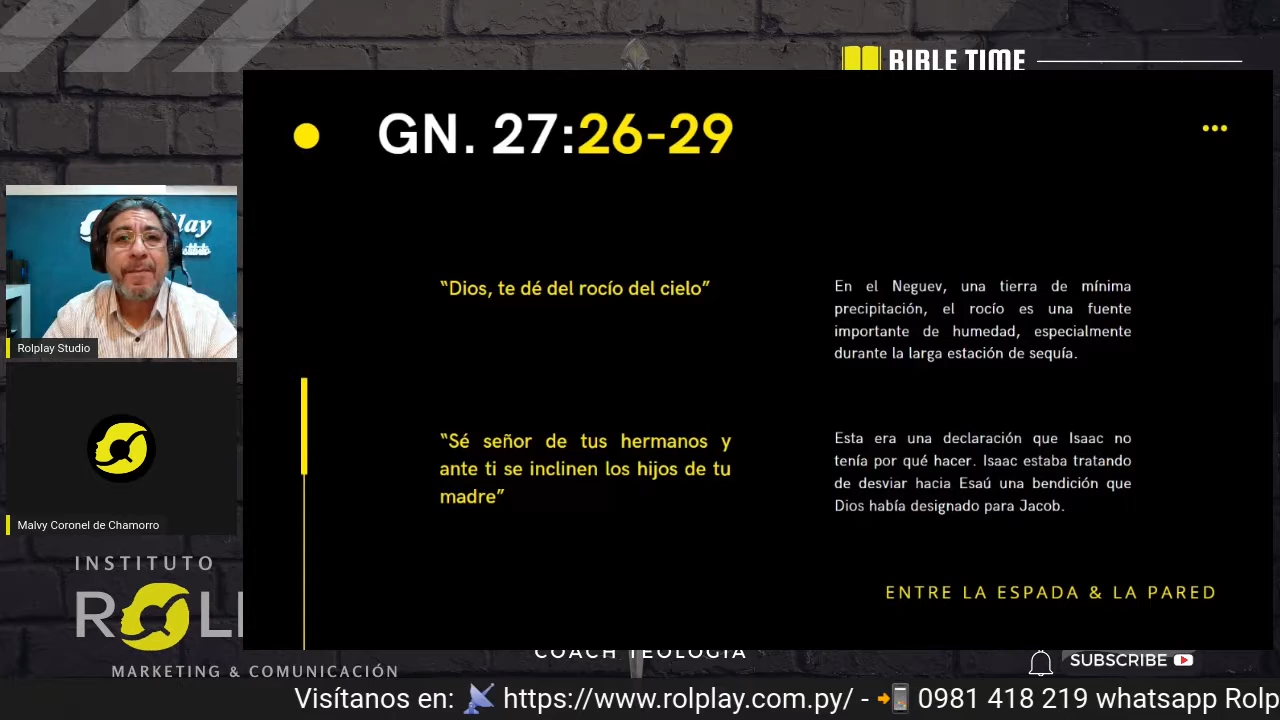 BIBLE TIME
GN. 27:26-29
“Dios, te dé del rocío del cielo”
En el Neguev, una tierra de mínima
precipitación, el rocío es una fuente
importante de humedad, especialmente
durante la larga estación de sequía.
“Sé señor de tus hermanos y
ante ti se inclinen los hijos de tu
madre”
Esta era una declaración que Isaac no
tenía por qué hacer. Isaac estaba tratando
de desviar hacia Esaú una bendición que
Dios había designado para Jacob.
ENTRE LA ESPADA & LA PARED
Rolplay Studio
Malvy Coronel de Chamorro
INSTITUTO
MARKETING & COMUNICACIÓN
COACH TEOLOGÍA
SUBSCRIBE
Visítanos en: 📡 https://www.rolplay.com.py/ - 📲 0981 418 219 whatsapp Rolp